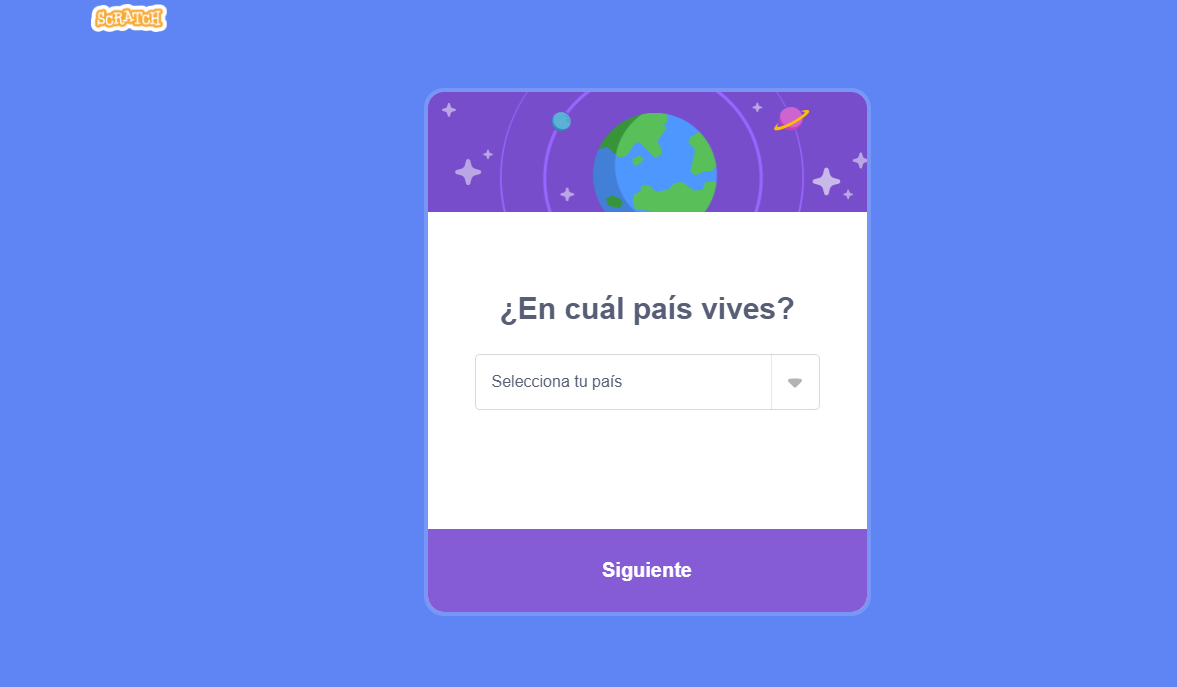 SCRATCH
¿En cuál país vives?
Selecciona tu país
Siguiente